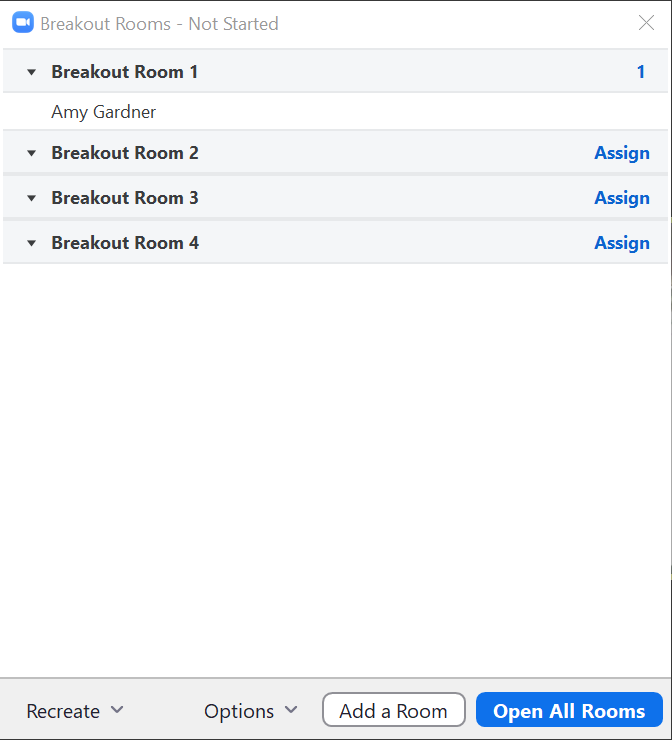 Breakout Rooms - Not Started
Breakout Room 1 1
Amy Gardner
Breakout Room 2 Assign
Breakout Room 3 Assign
Breakout Room 4 Assign
Recreate Options Add a Room Open All Rooms